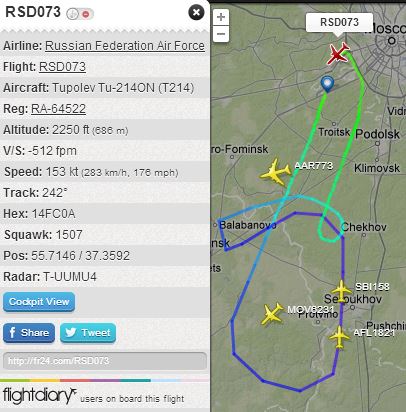 RSD073
Airline: Russian Federation Air Force
Flight: RSD073
Aircraft: Tupolev Tu-214ON (T214)
Reg: RA-64522
Altitude: 2250 ft (686 m)
V/S: -512 fpm
Speed: 153 kt (283 km/h, 176 mph)
Track: 242°
Hex: 14FC0A
Squawk: 1507
Pos: 55.7146 / 37.3592
Radar: T-UUMU4
Cockpit View
f Share
Tweet
http://fr24.com/RSD073
flightdiary users on board this flight
+
−
RSD073
Mosco
Troitsk
Podolsk
ro-Fominsk
AAR773
Klimovsk
Balabanovo
nsk
Chekhov
SBI158
Serpukhov
MOV9231
Protvino
Pushchin
AFL1821